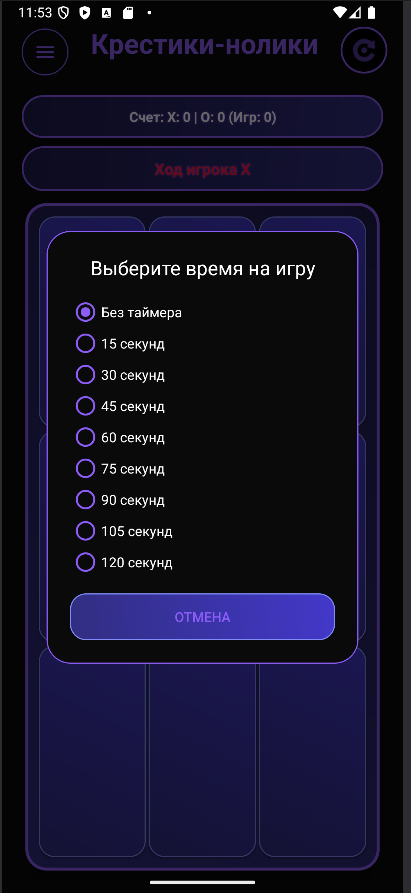 11:53
Крестики-нолики
Счет: X: 0 | O: 0 (Игр: 0)
Ход игрока X
Выберите время на игру
Без таймера
15 секунд
30 секунд
45 секунд
60 секунд
75 секунд
90 секунд
105 секунд
120 секунд
ОТМЕНА